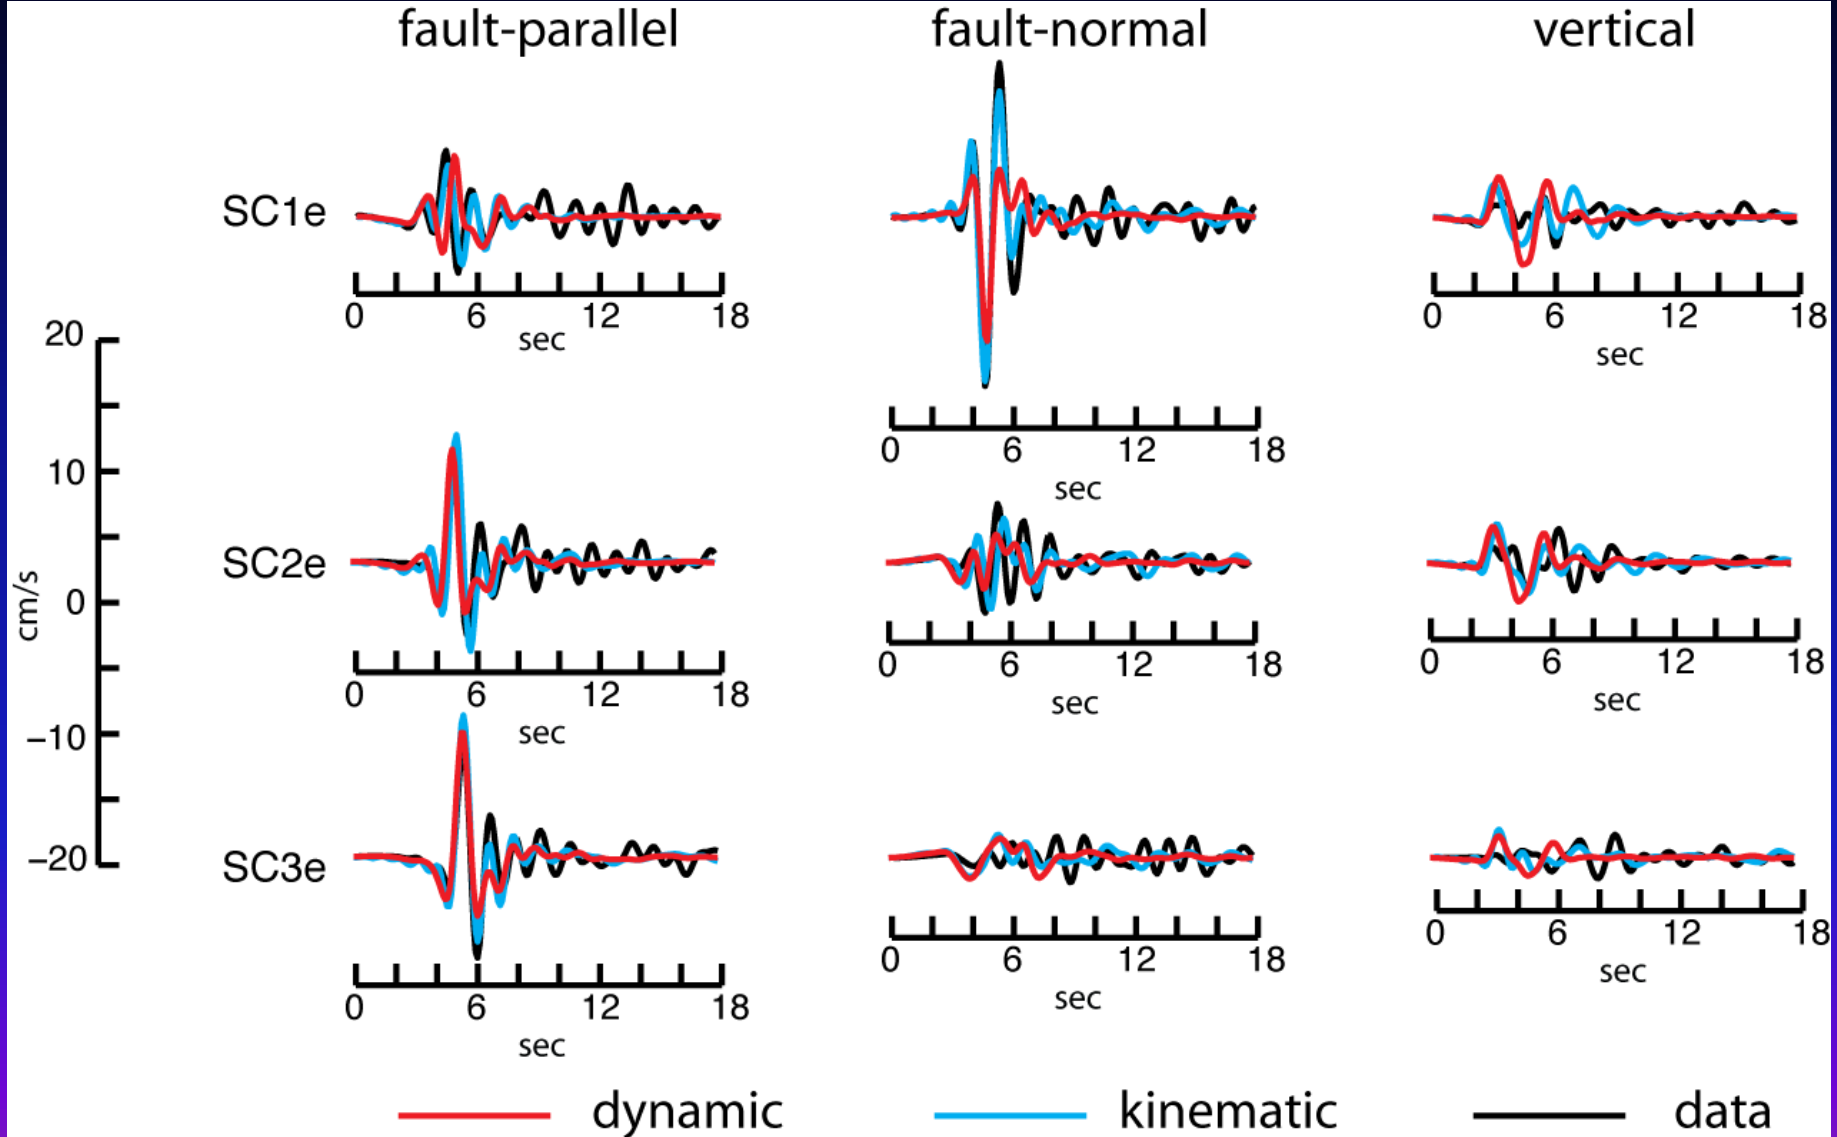 fault-parallel fault-normal vertical
SC1e
0 6 12 18
sec
0 6 12 18
sec
0 6 12 18
sec
20
10
0
−10
−20
cm/s
SC2e
0 6 12 18
sec
0 6 12 18
sec
0 6 12 18
sec
SC3e
0 6 12 18
sec
0 6 12 18
sec
0 6 12 18
sec
dynamic kinematic data